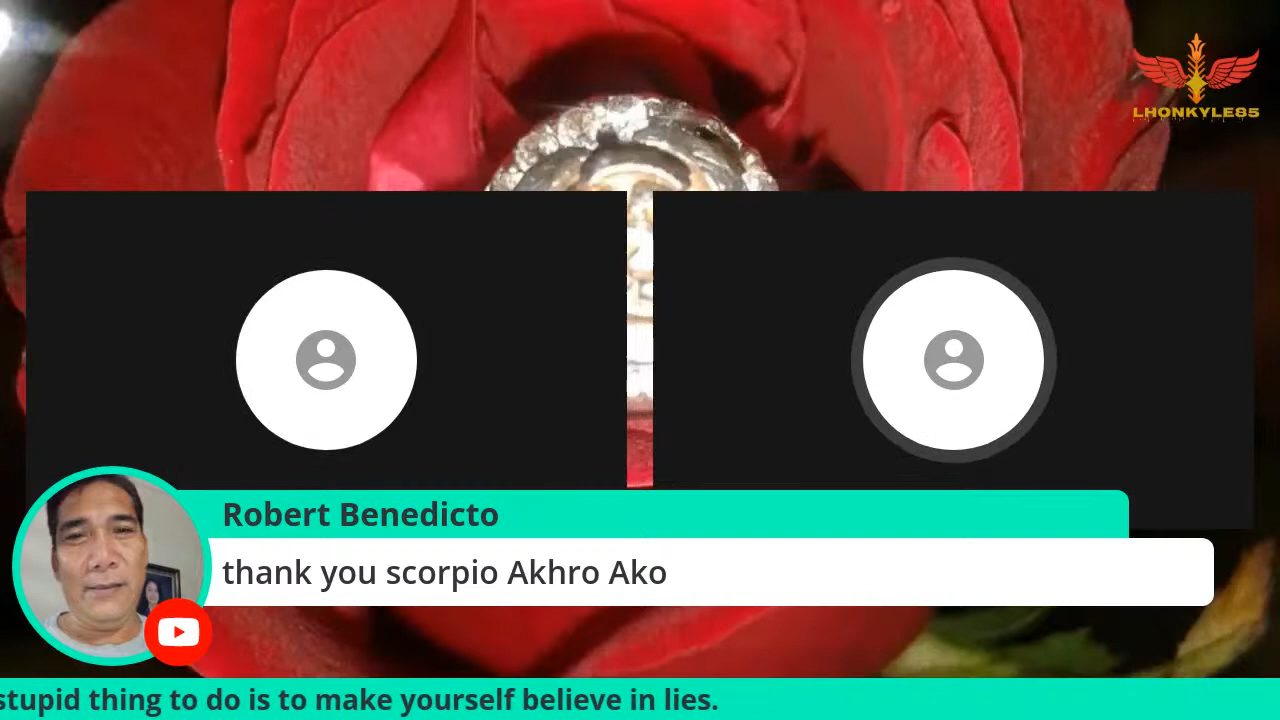 LHONKYLE85
Robert Benedicto
thank you scorpio Akhro Ako
stupid thing to do is to make yourself believe in lies.